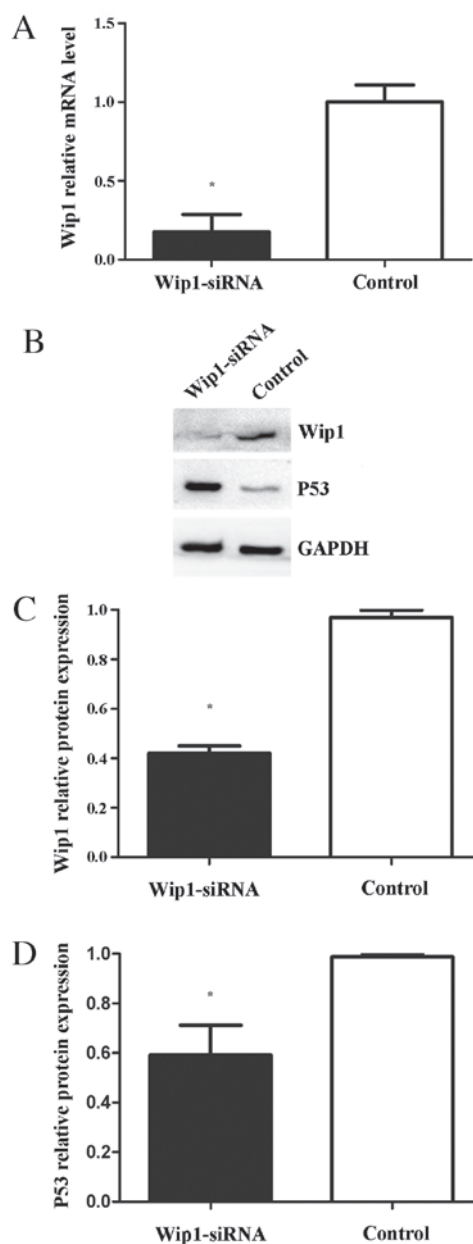 A
Wip1 relative mRNA level
1.5
1.0
0.5
0.0
*
Wip1-siRNA Control
B
Wip1-siRNA Control
Wip1
P53
GAPDH
C
Wip1 relative protein expression
1.0
0.8
0.6
0.4
0.2
0.0
*
Wip1-siRNA Control
D
P53 relative protein expression
1.0
0.8
0.6
0.4
0.2
0.0
*
Wip1-siRNA Control